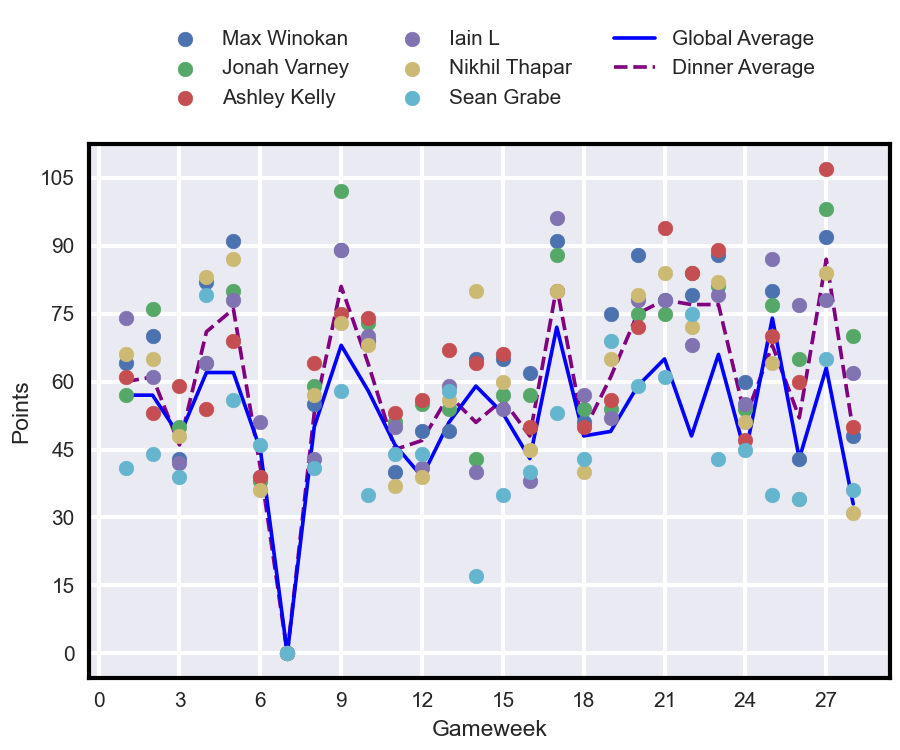 Max Winokan Iain L Global Average
Jonah Varney Nikhil Thapar Dinner Average
Ashley Kelly Sean Grabe
105
90
75
60
45
30
15
0
Points
0 3 6 9 12 15 18 21 24 27
Gameweek